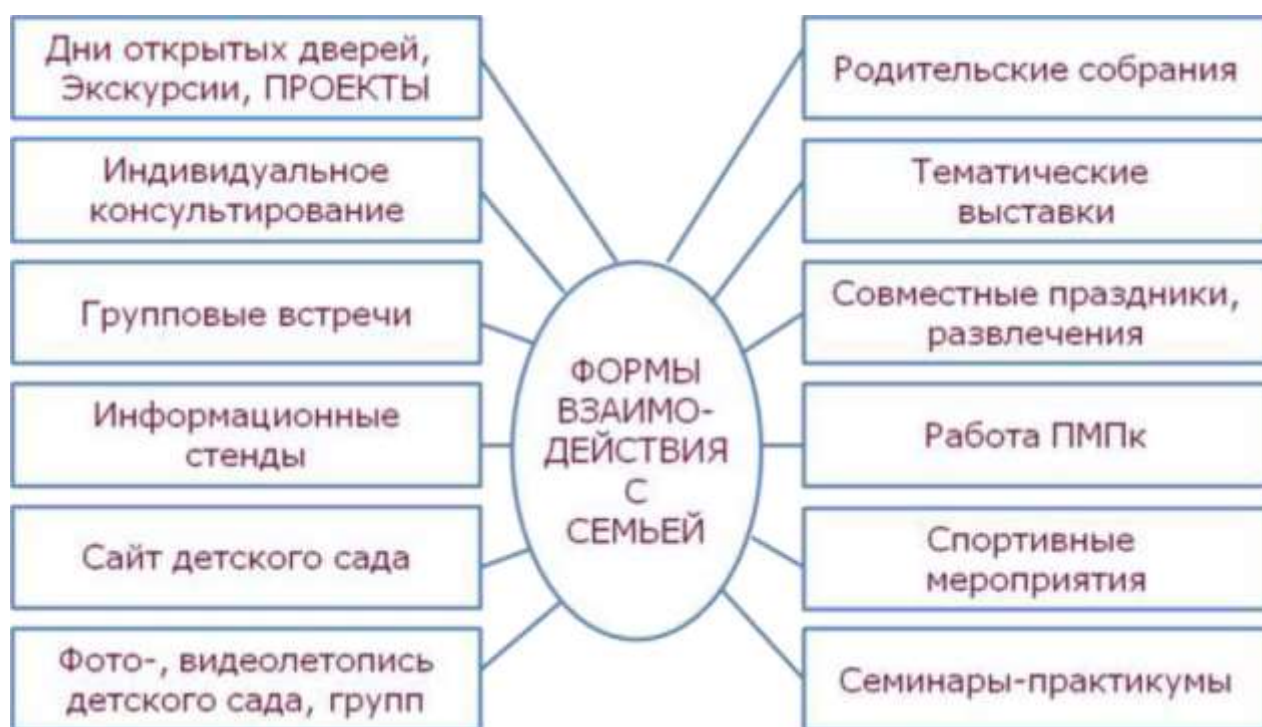 Дни открытых дверей,
Экскурсии, ПРОЕКТЫ
Индивидуальное
консультирование
Групповые встречи
Информационные
стенды
Сайт детского сада
Фото-, видеолетопись
детского сада, групп
ФОРМЫ
ВЗАИМО-
ДЕЙСТВИЯ
С
СЕМЬЕЙ
Родительские собрания
Тематические
выставки
Совместные праздники,
развлечения
Работа ПМПк
Спортивные
мероприятия
Семинары-практикумы